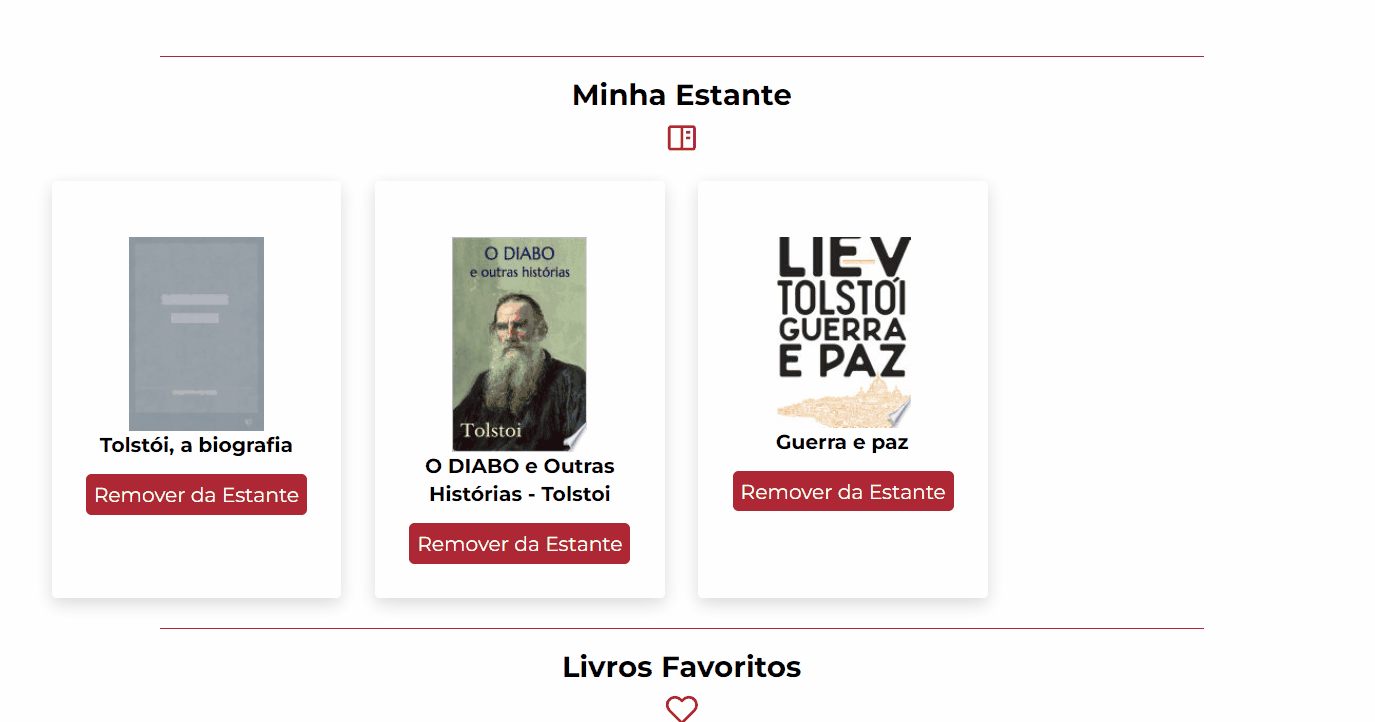 Minha Estante
O DIABO
e outras histórias
Tolstoi
LIEV
TOLSTÓI
GUERRA
E PAZ
Tolstói, a biografia
Remover da Estante
O DIABO e Outras
Histórias - Tolstoi
Remover da Estante
Guerra e paz
Remover da Estante
Livros Favoritos